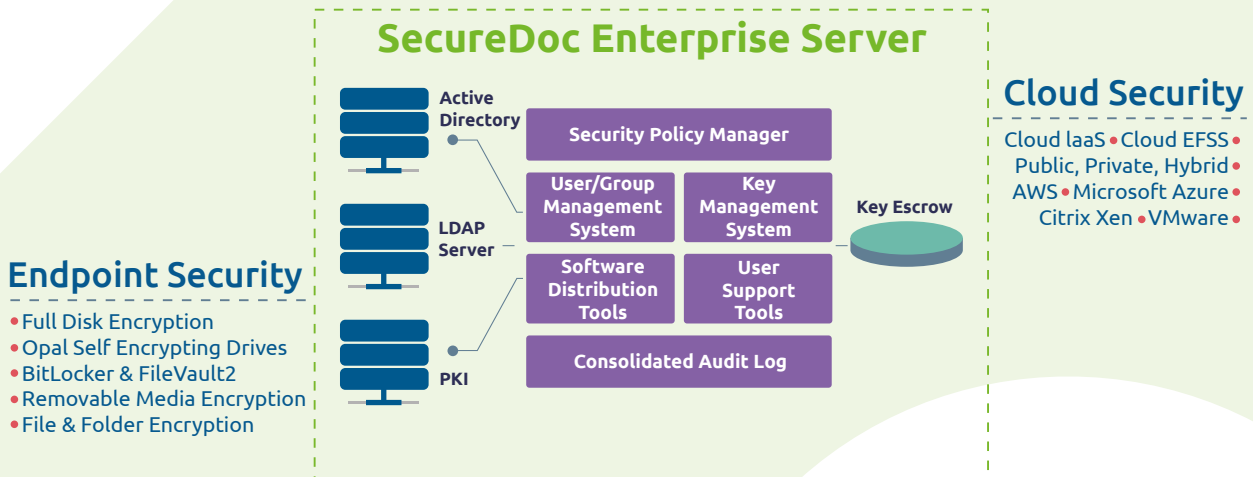 SecureDoc Enterprise Server
Endpoint Security
•Full Disk Encryption
•Opal Self Encrypting Drives
•BitLocker & FileVault2
•Removable Media Encryption
•File & Folder Encryption
Active
Directory
LDAP
Server
PKI
Security Policy Manager
User/Group
Management
System
Key
Management
System
Software
Distribution
Tools
User
Support
Tools
Consolidated Audit Log
Key Escrow
Cloud Security
Cloud laaS • Cloud EFSS •
Public, Private, Hybrid •
AWS • Microsoft Azure •
Citrix Xen • VMware •